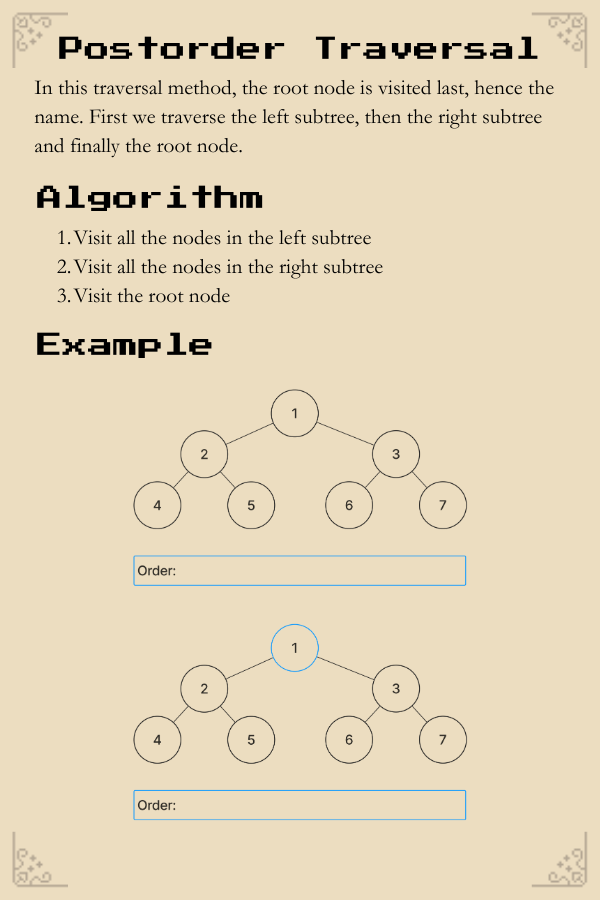 Postorder Traversal
In this traversal method, the root node is visited last, hence the
name. First we traverse the left subtree, then the right subtree
and finally the root node.
Algorithm
1. Visit all the nodes in the left subtree
2. Visit all the nodes in the right subtree
3. Visit the root node
Example
1
2 3
4 5 6 7
Order:
1
2 3
4 5 6 7
Order: